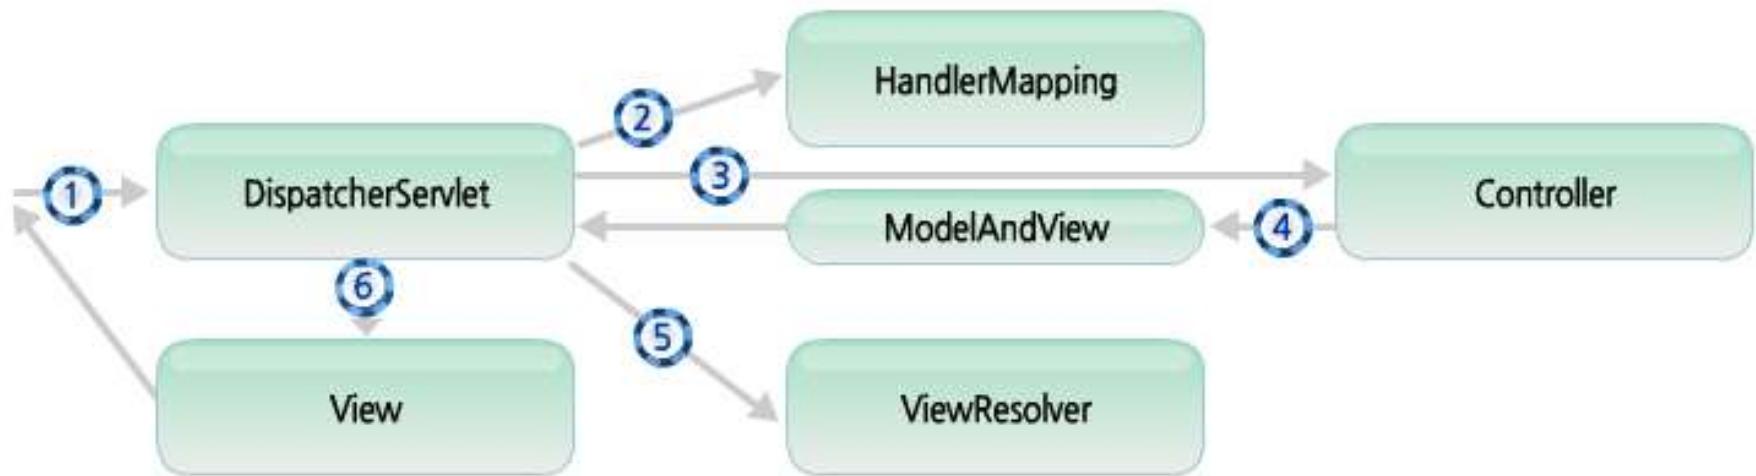 HandlerMapping
2
1
DispatcherServlet
3
Controller
ModelAndView
4
6
5
View
ViewResolver